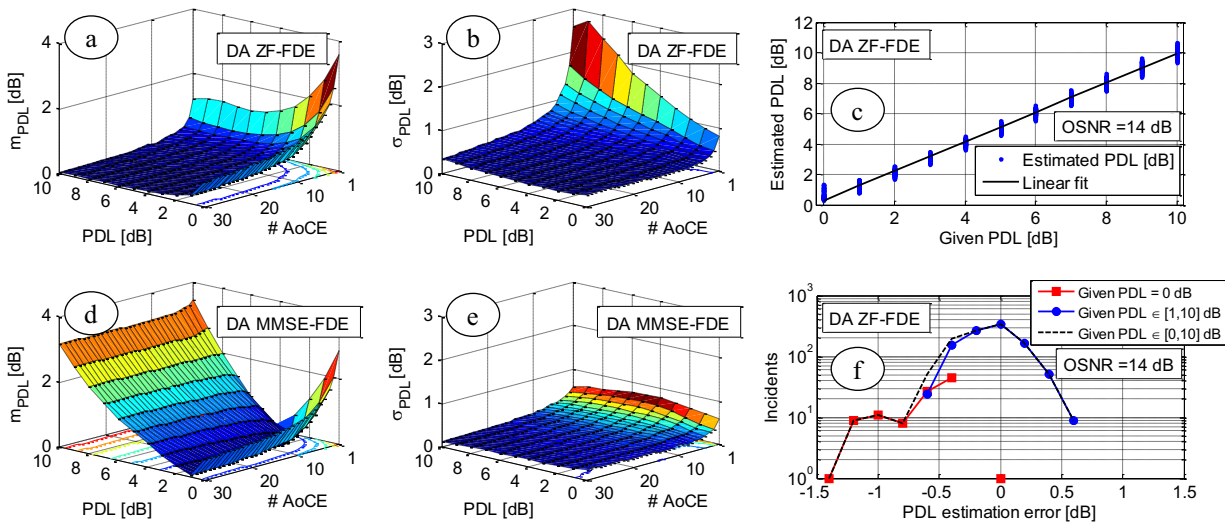 a
DA ZF-FDE
m_PDL [dB]
4
2
0
10
8
6
4
2
0
PDL [dB]
30
20
10
1
# AoCE
b
DA ZF-FDE
σ_PDL [dB]
3
2
1
0
10
8
6
4
2
0
PDL [dB]
30
20
10
1
# AoCE
DA ZF-FDE
c
OSNR =14 dB
Estimated PDL [dB]
Linear fit
Estimated PDL [dB]
12
10
8
6
4
2
0
0
2
4
6
8
10
Given PDL [dB]
d
DA MMSE-FDE
m_PDL [dB]
4
2
0
10
8
6
4
2
0
PDL [dB]
30
20
10
1
# AoCE
e
DA MMSE-FDE
σ_PDL [dB]
3
2
1
0
10
8
6
4
2
0
PDL [dB]
30
20
10
1
# AoCE
Given PDL = 0 dB
Given PDL ∈ [1,10] dB
Given PDL ∈ [0,10] dB
DA ZF-FDE
OSNR =14 dB
f
Incidents
10^3
10^2
10^1
10^0
-1.5
-1
-0.5
0
0.5
1
1.5
PDL estimation error [dB]